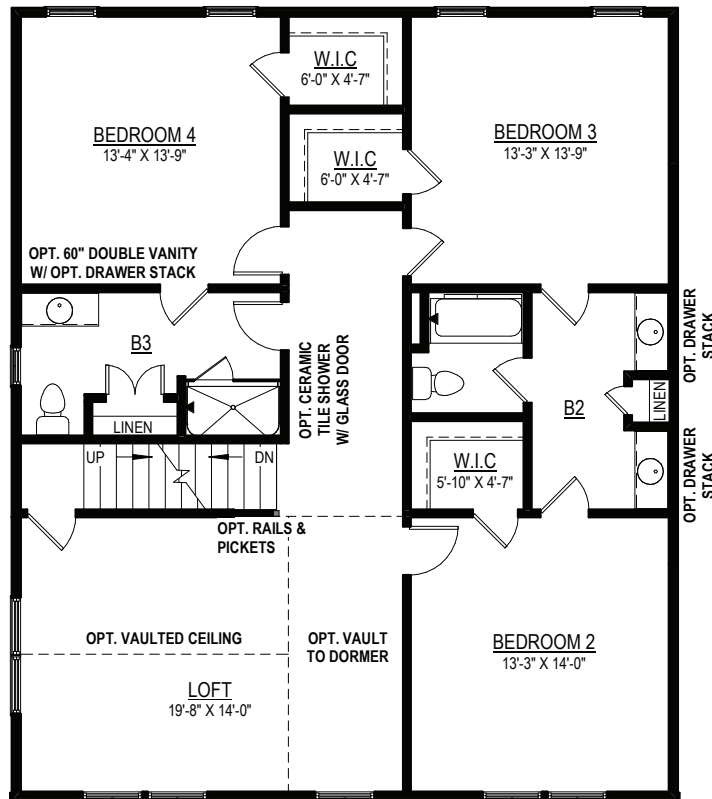 W.I.C
6'-0" X 4'-7"
BEDROOM 4
13'-4" X 13'-9"
BEDROOM 3
13'-3" X 13'-9"
W.I.C
6'-0" X 4'-7"
OPT. 60" DOUBLE VANITY
W/ OPT. DRAWER STACK
B3
LINEN
OPT. CERAMIC
TILE SHOWER
W/ GLASS DOOR
OPT. DRAWER
STACK
LINEN
B2
OPT. DRAWER
STACK
UP
DN
W.I.C
5'-10" X 4'-7"
OPT. RAILS &
PICKETS
OPT. VAULTED CEILING
OPT. VAULT
TO DORMER
BEDROOM 2
13'-3" X 14'-0"
LOFT
19'-8" X 14'-0"